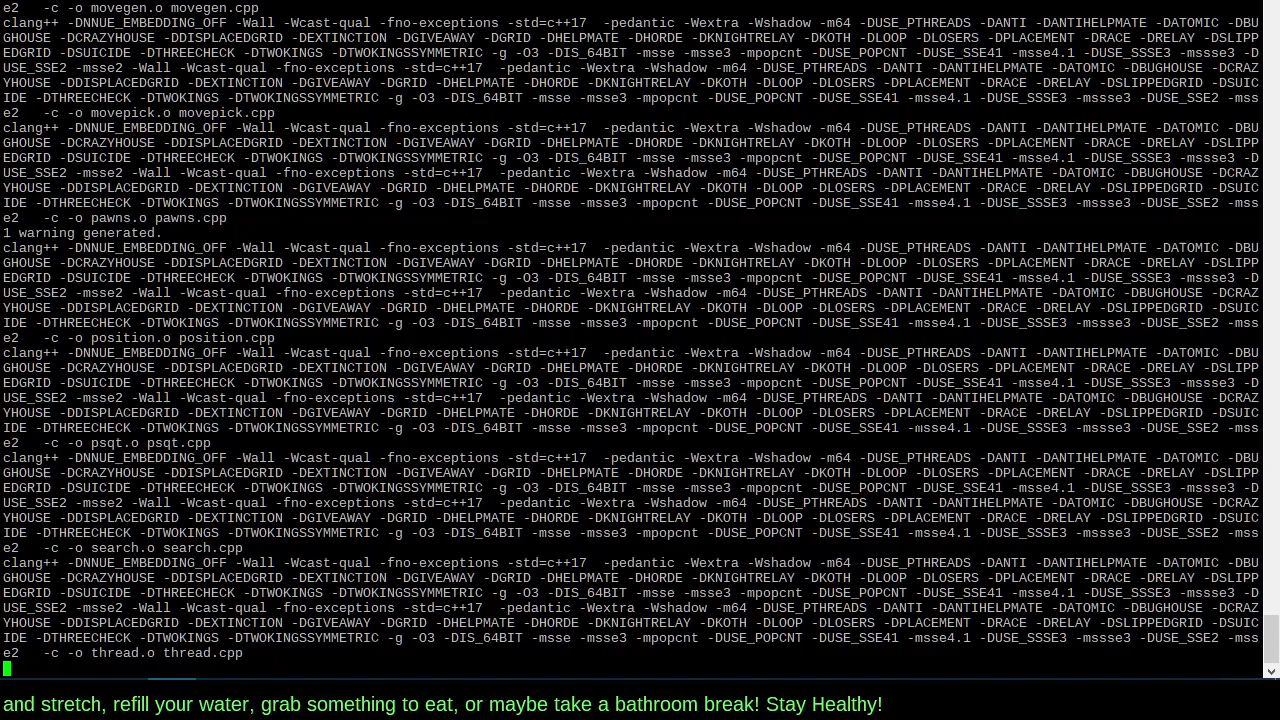 e2   -c -o movegen.o movegen.cpp
clang++ -DNNUE_EMBEDDING_OFF -Wall -Wcast-qual -fno-exceptions -std=c++17  -pedantic -Wextra -Wshadow -m64 -DUSE_PTHREADS -DANTI -DANTIHELPMATE -DATOMIC -DBU
GHOUSE -DCRAZYHOUSE -DDISPLACEDGRID -DEXTINCTION -DGIVEAWAY -DGRID -DHELPMATE -DHORDE -DKNIGHTRELAY -DKOTH -DLOOP -DLOSERS -DPLACEMENT -DRACE -DRELAY -DSLIPP
EDGRID -DSUICIDE -DTHREECHECK -DTWOKINGS -DTWOKINGSSYMMETRIC -g -O3 -DIS_64BIT -msse -msse3 -mpopcnt -DUSE_POPCNT -DUSE_SSE41 -msse4.1 -DUSE_SSSE3 -mssse3 -D
USE_SSE2 -msse2 -Wall -Wcast-qual -fno-exceptions -std=c++17  -pedantic -Wextra -Wshadow -m64 -DUSE_PTHREADS -DANTI -DANTIHELPMATE -DATOMIC -DBUGHOUSE -DCRAZ
YHOUSE -DDISPLACEDGRID -DEXTINCTION -DGIVEAWAY -DGRID -DHELPMATE -DHORDE -DKNIGHTRELAY -DKOTH -DLOOP -DLOSERS -DPLACEMENT -DRACE -DRELAY -DSLIPPEDGRID -DSUIC
IDE -DTHREECHECK -DTWOKINGS -DTWOKINGSSYMMETRIC -g -O3 -DIS_64BIT -msse -msse3 -mpopcnt -DUSE_POPCNT -DUSE_SSE41 -msse4.1 -DUSE_SSSE3 -mssse3 -DUSE_SSE2 -mss
e2   -c -o movepick.o movepick.cpp
clang++ -DNNUE_EMBEDDING_OFF -Wall -Wcast-qual -fno-exceptions -std=c++17  -pedantic -Wextra -Wshadow -m64 -DUSE_PTHREADS -DANTI -DANTIHELPMATE -DATOMIC -DBU
GHOUSE -DCRAZYHOUSE -DDISPLACEDGRID -DEXTINCTION -DGIVEAWAY -DGRID -DHELPMATE -DHORDE -DKNIGHTRELAY -DKOTH -DLOOP -DLOSERS -DPLACEMENT -DRACE -DRELAY -DSLIPP
EDGRID -DSUICIDE -DTHREECHECK -DTWOKINGS -DTWOKINGSSYMMETRIC -g -O3 -DIS_64BIT -msse -msse3 -mpopcnt -DUSE_POPCNT -DUSE_SSE41 -msse4.1 -DUSE_SSSE3 -mssse3 -D
USE_SSE2 -msse2 -Wall -Wcast-qual -fno-exceptions -std=c++17  -pedantic -Wextra -Wshadow -m64 -DUSE_PTHREADS -DANTI -DANTIHELPMATE -DATOMIC -DBUGHOUSE -DCRAZ
YHOUSE -DDISPLACEDGRID -DEXTINCTION -DGIVEAWAY -DGRID -DHELPMATE -DHORDE -DKNIGHTRELAY -DKOTH -DLOOP -DLOSERS -DPLACEMENT -DRACE -DRELAY -DSLIPPEDGRID -DSUIC
IDE -DTHREECHECK -DTWOKINGS -DTWOKINGSSYMMETRIC -g -O3 -DIS_64BIT -msse -msse3 -mpopcnt -DUSE_POPCNT -DUSE_SSE41 -msse4.1 -DUSE_SSSE3 -mssse3 -DUSE_SSE2 -mss
e2   -c -o pawns.o pawns.cpp
1 warning generated.
clang++ -DNNUE_EMBEDDING_OFF -Wall -Wcast-qual -fno-exceptions -std=c++17  -pedantic -Wextra -Wshadow -m64 -DUSE_PTHREADS -DANTI -DANTIHELPMATE -DATOMIC -DBU
GHOUSE -DCRAZYHOUSE -DDISPLACEDGRID -DEXTINCTION -DGIVEAWAY -DGRID -DHELPMATE -DHORDE -DKNIGHTRELAY -DKOTH -DLOOP -DLOSERS -DPLACEMENT -DRACE -DRELAY -DSLIPP
EDGRID -DSUICIDE -DTHREECHECK -DTWOKINGS -DTWOKINGSSYMMETRIC -g -O3 -DIS_64BIT -msse -msse3 -mpopcnt -DUSE_POPCNT -DUSE_SSE41 -msse4.1 -DUSE_SSSE3 -mssse3 -D
USE_SSE2 -msse2 -Wall -Wcast-qual -fno-exceptions -std=c++17  -pedantic -Wextra -Wshadow -m64 -DUSE_PTHREADS -DANTI -DANTIHELPMATE -DATOMIC -DBUGHOUSE -DCRAZ
YHOUSE -DDISPLACEDGRID -DEXTINCTION -DGIVEAWAY -DGRID -DHELPMATE -DHORDE -DKNIGHTRELAY -DKOTH -DLOOP -DLOSERS -DPLACEMENT -DRACE -DRELAY -DSLIPPEDGRID -DSUIC
IDE -DTHREECHECK -DTWOKINGS -DTWOKINGSSYMMETRIC -g -O3 -DIS_64BIT -msse -msse3 -mpopcnt -DUSE_POPCNT -DUSE_SSE41 -msse4.1 -DUSE_SSSE3 -mssse3 -DUSE_SSE2 -mss
e2   -c -o position.o position.cpp
clang++ -DNNUE_EMBEDDING_OFF -Wall -Wcast-qual -fno-exceptions -std=c++17  -pedantic -Wextra -Wshadow -m64 -DUSE_PTHREADS -DANTI -DANTIHELPMATE -DATOMIC -DBU
GHOUSE -DCRAZYHOUSE -DDISPLACEDGRID -DEXTINCTION -DGIVEAWAY -DGRID -DHELPMATE -DHORDE -DKNIGHTRELAY -DKOTH -DLOOP -DLOSERS -DPLACEMENT -DRACE -DRELAY -DSLIPP
EDGRID -DSUICIDE -DTHREECHECK -DTWOKINGS -DTWOKINGSSYMMETRIC -g -O3 -DIS_64BIT -msse -msse3 -mpopcnt -DUSE_POPCNT -DUSE_SSE41 -msse4.1 -DUSE_SSSE3 -mssse3 -D
USE_SSE2 -msse2 -Wall -Wcast-qual -fno-exceptions -std=c++17  -pedantic -Wextra -Wshadow -m64 -DUSE_PTHREADS -DANTI -DANTIHELPMATE -DATOMIC -DBUGHOUSE -DCRAZ
YHOUSE -DDISPLACEDGRID -DEXTINCTION -DGIVEAWAY -DGRID -DHELPMATE -DHORDE -DKNIGHTRELAY -DKOTH -DLOOP -DLOSERS -DPLACEMENT -DRACE -DRELAY -DSLIPPEDGRID -DSUIC
IDE -DTHREECHECK -DTWOKINGS -DTWOKINGSSYMMETRIC -g -O3 -DIS_64BIT -msse -msse3 -mpopcnt -DUSE_POPCNT -DUSE_SSE41 -msse4.1 -DUSE_SSSE3 -mssse3 -DUSE_SSE2 -mss
e2   -c -o psqt.o psqt.cpp
clang++ -DNNUE_EMBEDDING_OFF -Wall -Wcast-qual -fno-exceptions -std=c++17  -pedantic -Wextra -Wshadow -m64 -DUSE_PTHREADS -DANTI -DANTIHELPMATE -DATOMIC -DBU
GHOUSE -DCRAZYHOUSE -DDISPLACEDGRID -DEXTINCTION -DGIVEAWAY -DGRID -DHELPMATE -DHORDE -DKNIGHTRELAY -DKOTH -DLOOP -DLOSERS -DPLACEMENT -DRACE -DRELAY -DSLIPP
EDGRID -DSUICIDE -DTHREECHECK -DTWOKINGS -DTWOKINGSSYMMETRIC -g -O3 -DIS_64BIT -msse -msse3 -mpopcnt -DUSE_POPCNT -DUSE_SSE41 -msse4.1 -DUSE_SSSE3 -mssse3 -D
USE_SSE2 -msse2 -Wall -Wcast-qual -fno-exceptions -std=c++17  -pedantic -Wextra -Wshadow -m64 -DUSE_PTHREADS -DANTI -DANTIHELPMATE -DATOMIC -DBUGHOUSE -DCRAZ
YHOUSE -DDISPLACEDGRID -DEXTINCTION -DGIVEAWAY -DGRID -DHELPMATE -DHORDE -DKNIGHTRELAY -DKOTH -DLOOP -DLOSERS -DPLACEMENT -DRACE -DRELAY -DSLIPPEDGRID -DSUIC
IDE -DTHREECHECK -DTWOKINGS -DTWOKINGSSYMMETRIC -g -O3 -DIS_64BIT -msse -msse3 -mpopcnt -DUSE_POPCNT -DUSE_SSE41 -msse4.1 -DUSE_SSSE3 -mssse3 -DUSE_SSE2 -mss
e2   -c -o search.o search.cpp
clang++ -DNNUE_EMBEDDING_OFF -Wall -Wcast-qual -fno-exceptions -std=c++17  -pedantic -Wextra -Wshadow -m64 -DUSE_PTHREADS -DANTI -DANTIHELPMATE -DATOMIC -DBU
GHOUSE -DCRAZYHOUSE -DDISPLACEDGRID -DEXTINCTION -DGIVEAWAY -DGRID -DHELPMATE -DHORDE -DKNIGHTRELAY -DKOTH -DLOOP -DLOSERS -DPLACEMENT -DRACE -DRELAY -DSLIPP
EDGRID -DSUICIDE -DTHREECHECK -DTWOKINGS -DTWOKINGSSYMMETRIC -g -O3 -DIS_64BIT -msse -msse3 -mpopcnt -DUSE_POPCNT -DUSE_SSE41 -msse4.1 -DUSE_SSSE3 -mssse3 -D
USE_SSE2 -msse2 -Wall -Wcast-qual -fno-exceptions -std=c++17  -pedantic -Wextra -Wshadow -m64 -DUSE_PTHREADS -DANTI -DANTIHELPMATE -DATOMIC -DBUGHOUSE -DCRAZ
YHOUSE -DDISPLACEDGRID -DEXTINCTION -DGIVEAWAY -DGRID -DHELPMATE -DHORDE -DKNIGHTRELAY -DKOTH -DLOOP -DLOSERS -DPLACEMENT -DRACE -DRELAY -DSLIPPEDGRID -DSUIC
IDE -DTHREECHECK -DTWOKINGS -DTWOKINGSSYMMETRIC -g -O3 -DIS_64BIT -msse -msse3 -mpopcnt -DUSE_POPCNT -DUSE_SSE41 -msse4.1 -DUSE_SSSE3 -mssse3 -DUSE_SSE2 -mss
e2   -c -o thread.o thread.cpp
and stretch, refill your water, grab something to eat, or maybe take a bathroom break! Stay Healthy!